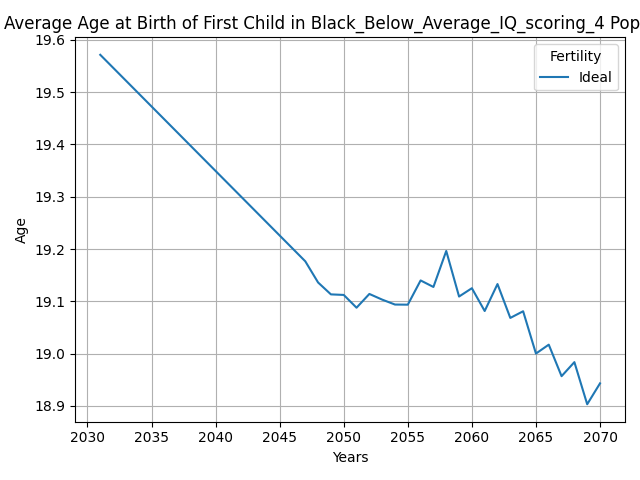 Average Age at Birth of First Child in Black_Below_Average_IQ_scoring_4 Pop
19.6
19.5
19.4
19.3
19.2
19.1
19.0
18.9
Age
Fertility
Ideal
2030 2035 2040 2045 2050 2055 2060 2065 2070
Years